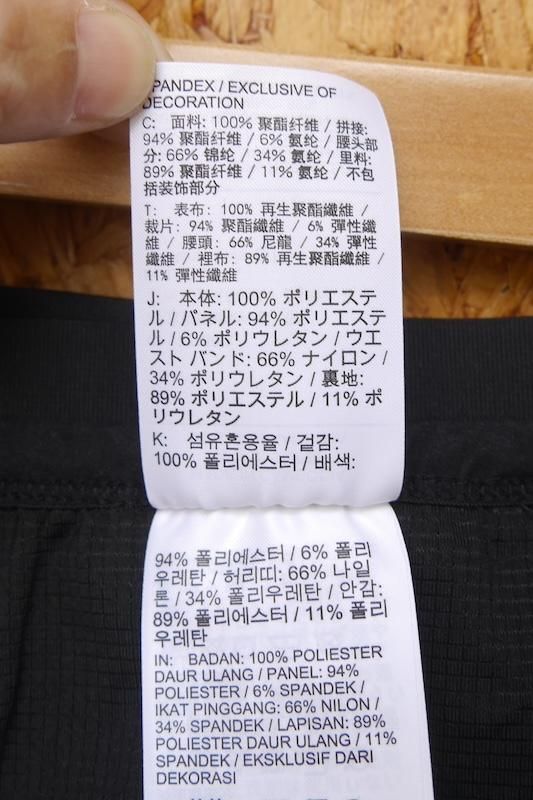 PANDEX / EXCLUSIVE OF
DECORATION
C: 面料: 100% 聚酯纤维 / 拼接:
94% 聚酯纤维 / 6% 氨纶 / 腰头部
分: 66% 锦纶 / 34% 氨纶 / 里料:
89% 聚酯纤维 / 11% 氨纶 / 不包
括装饰部分
T: 表布: 100% 再生聚酯纖維 /
裁片: 94% 聚酯纖維 / 6% 彈性纖
維 / 腰頭: 66% 尼龍 / 34% 彈性
纖維 / 裡布: 89% 再生聚酯纖維 /
11% 彈性纖維
J: 本体: 100% ポリエステ
ル / パネル: 94% ポリエステ
ル / 6% ポリウレタン / ウエ
スト バンド: 66% ナイロン /
34% ポリウレタン / 裏地:
89% ポリエステル / 11% ポ
リウレタン
K: 섬유혼용율 / 겉감:
100% 폴리에스터 / 배색:
94% 폴리에스터 / 6% 폴리
우레탄 / 허리띠: 66% 나일
론 / 34% 폴리우레탄 / 안감:
89% 폴리에스터 / 11% 폴리
우레탄
IN: BADAN: 100% POLIESTER
DAUR ULANG / PANEL: 94%
POLIESTER / 6% SPANDEK /
IKAT PINGGANG: 66% NILON /
34% SPANDEK / LAPISAN: 89%
POLIESTER DAUR ULANG / 11%
SPANDEK / EKSKLUSIF DARI
DEKORASI